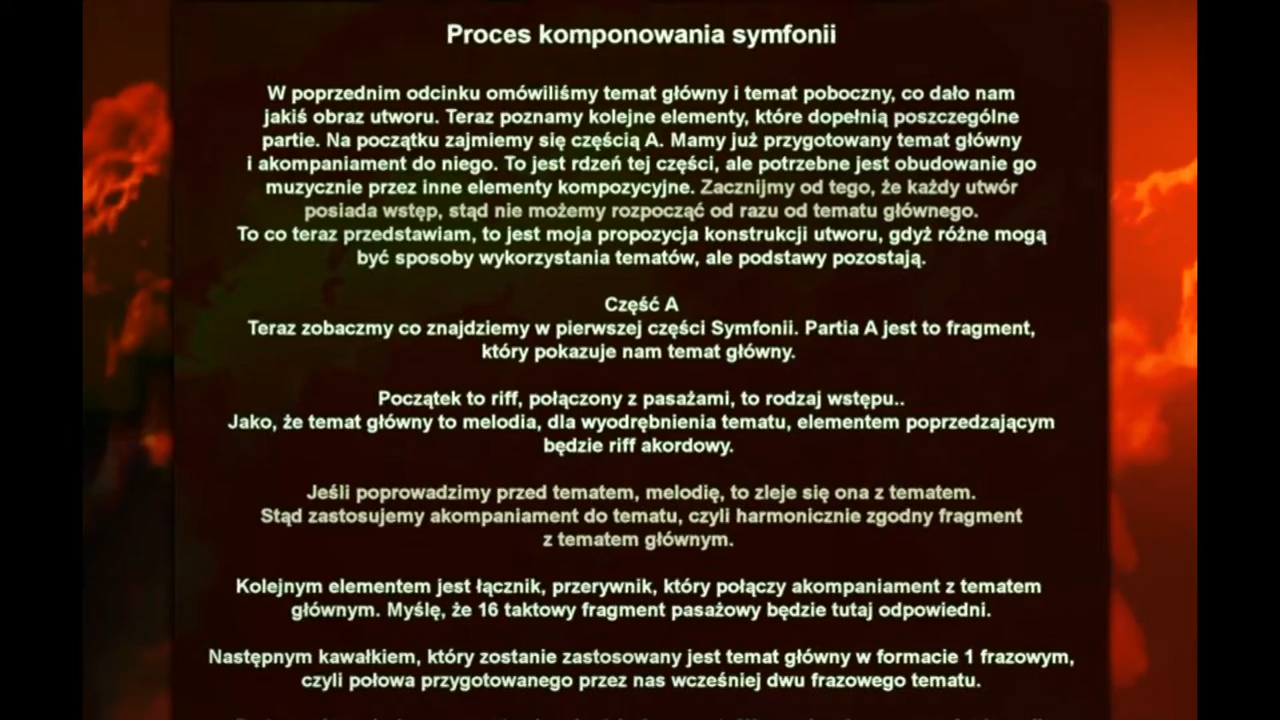 Proces komponowania symfonii
W poprzednim odcinku omówiliśmy temat główny i temat poboczny, co dało nam
jakiś obraz utworu. Teraz poznamy kolejne elementy, które dopełnią poszczególne
partie. Na początku zajmiemy się częścią A. Mamy już przygotowany temat główny
i akompaniament do niego. To jest rdzeń tej części, ale potrzebne jest obudowanie go
muzycznie przez inne elementy kompozycyjne. Zacznijmy od tego, że każdy utwór
posiada wstęp, stąd nie możemy rozpocząć od razu od tematu głównego.
To co teraz przedstawiam, to jest moja propozycja konstrukcji utworu, gdyż różne mogą
być sposoby wykorzystania tematów, ale podstawy pozostają.
Część A
Teraz zobaczmy co znajdziemy w pierwszej części Symfonii. Partia A jest to fragment,
który pokazuje nam temat główny.
Początek to riff, połączony z pasażami, to rodzaj wstępu..
Jako, że temat główny to melodia, dla wyodrębnienia tematu, elementem poprzedzającym
będzie riff akordowy.
Jeśli poprowadzimy przed tematem, melodię, to zleje się ona z tematem.
Stąd zastosujemy akompaniament do tematu, czyli harmonicznie zgodny fragment
z tematem głównym.
Kolejnym elementem jest łącznik, przerywnik, który połączy akompaniament z tematem
głównym. Myślę, że 16 taktowy fragment pasażowy będzie tutaj odpowiedni.
Następnym kawałkiem, który zostanie zastosowany jest temat główny w formacie 1 frazowym,
czyli połowa przygotowanego przez nas wcześniej dwu frazowego tematu.